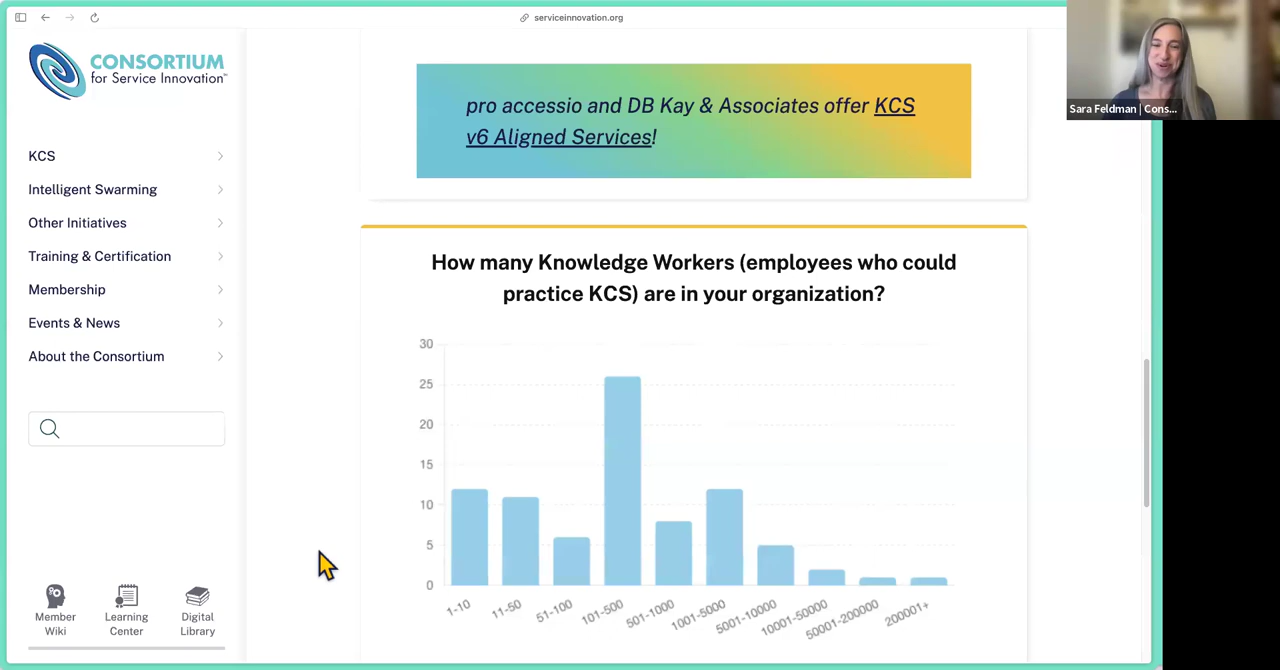 serviceinnovation.org
CONSORTIUM
for Service Innovation™
KCS
Intelligent Swarming
Other Initiatives
Training & Certification
Membership
Events & News
About the Consortium
Member
Wiki
Learning
Center
Digital
Library
pro accessio and DB Kay & Associates offer KCS
v6 Aligned Services!
How many Knowledge Workers (employees who could
practice KCS) are in your organization?
30
25
20
15
10
5
0
1-10
11-50
51-100
101-500
501-1000
1001-5000
5001-10000
10001-50000
50001-200000
200001+
Sara Feldman | Cons...